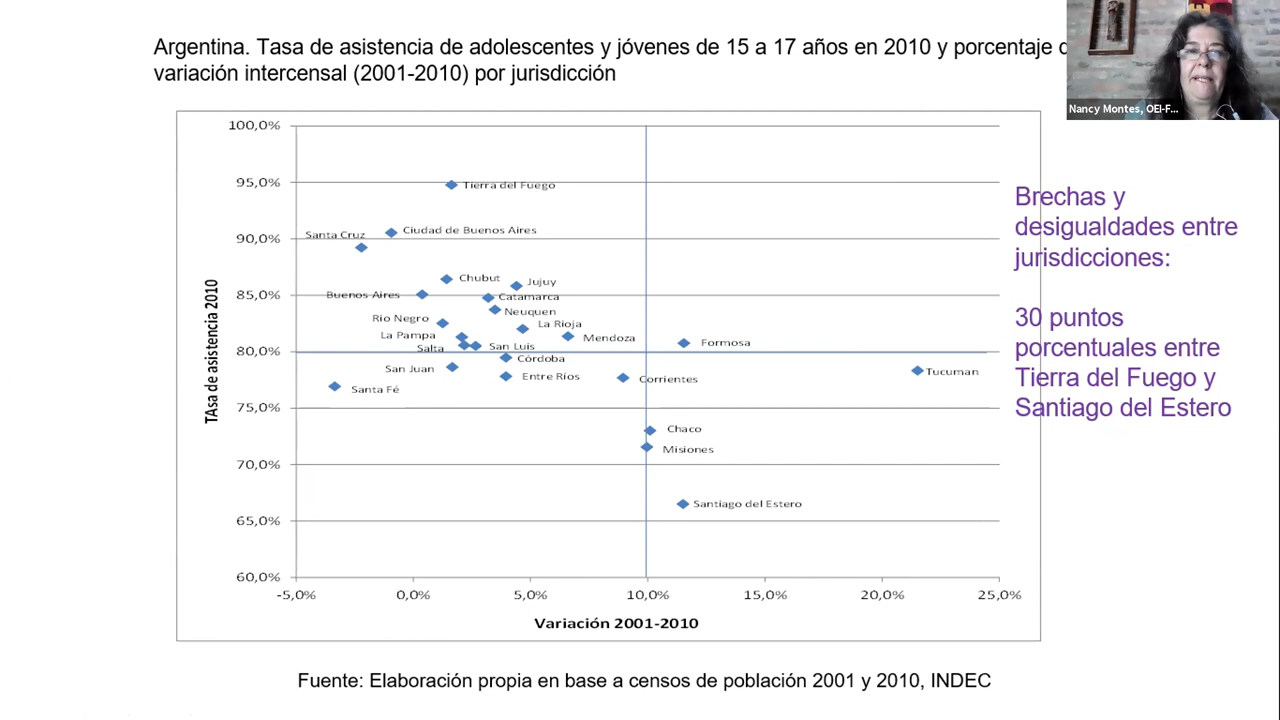 Argentina. Tasa de asistencia de adolescentes y jóvenes de 15 a 17 años en 2010 y porcentaje
variación intercensal (2001-2010) por jurisdicción
Nancy Montes, OEI-F...
100,0%
95,0%
90,0%
85,0%
80,0%
75,0%
70,0%
65,0%
60,0%
TAsa de asistencia 2010
Tierra del Fuego
Ciudad de Buenos Aires
Santa Cruz
Chubut
Jujuy
Buenos Aires
Catamarca
Neuquen
Rio Negro
La Rioja
La Pampa
Mendoza
Salta
San Luis
Formosa
Córdoba
San Juan
Tucuman
Entre Ríos
Corrientes
Santa Fé
Chaco
Misiones
Santiago del Estero
-5,0% 0,0% 5,0% 10,0% 15,0% 20,0% 25,0%
Variación 2001-2010
Brechas y
desigualdades entre
jurisdicciones:
30 puntos
porcentuales entre
Tierra del Fuego y
Santiago del Estero
Fuente: Elaboración propia en base a censos de población 2001 y 2010, INDEC